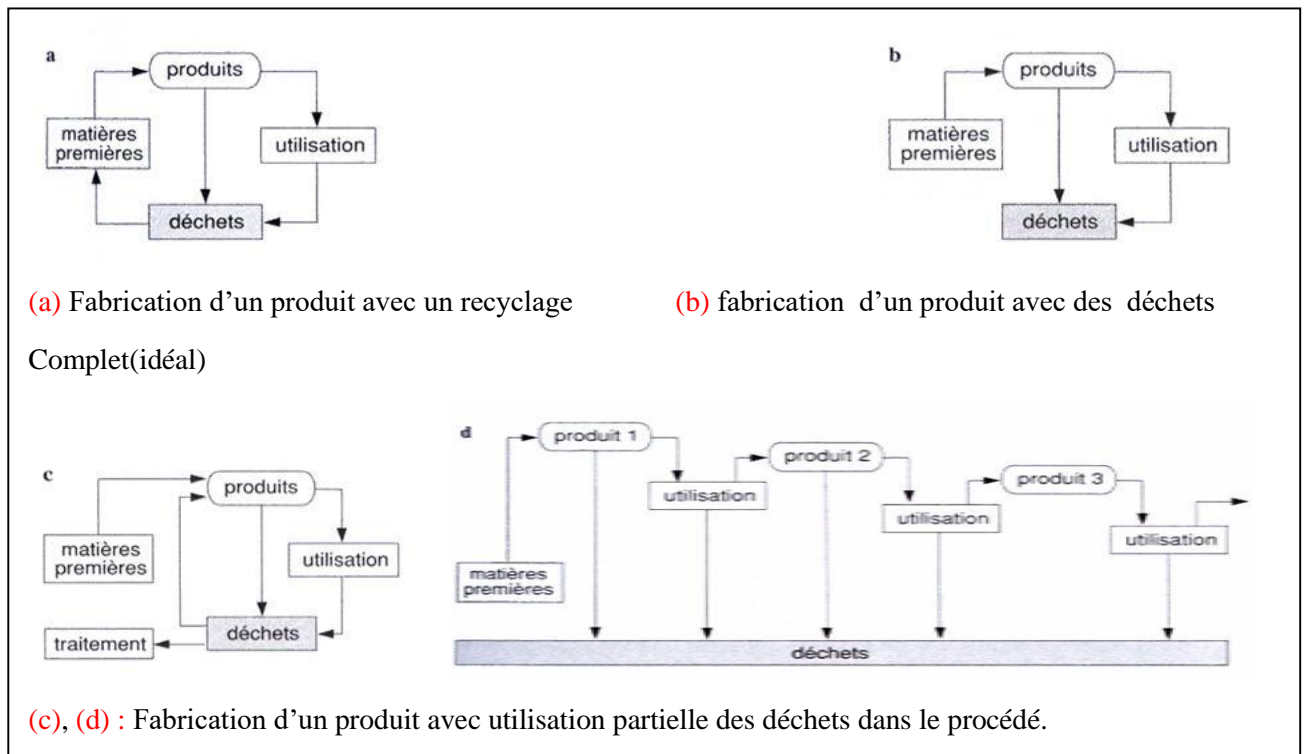 a
produits
matières
premières
utilisation
déchets
b
produits
matières
premières
utilisation
déchets
(a) Fabrication d’un produit avec un recyclage
Complet(idéal)
(b) fabrication d’un produit avec des déchets
c
produits
matières
premières
utilisation
déchets
traitement
d
produit 1
produit 2
produit 3
utilisation
utilisation
utilisation
matières
premières
déchets
(c), (d) : Fabrication d’un produit avec utilisation partielle des déchets dans le procédé.